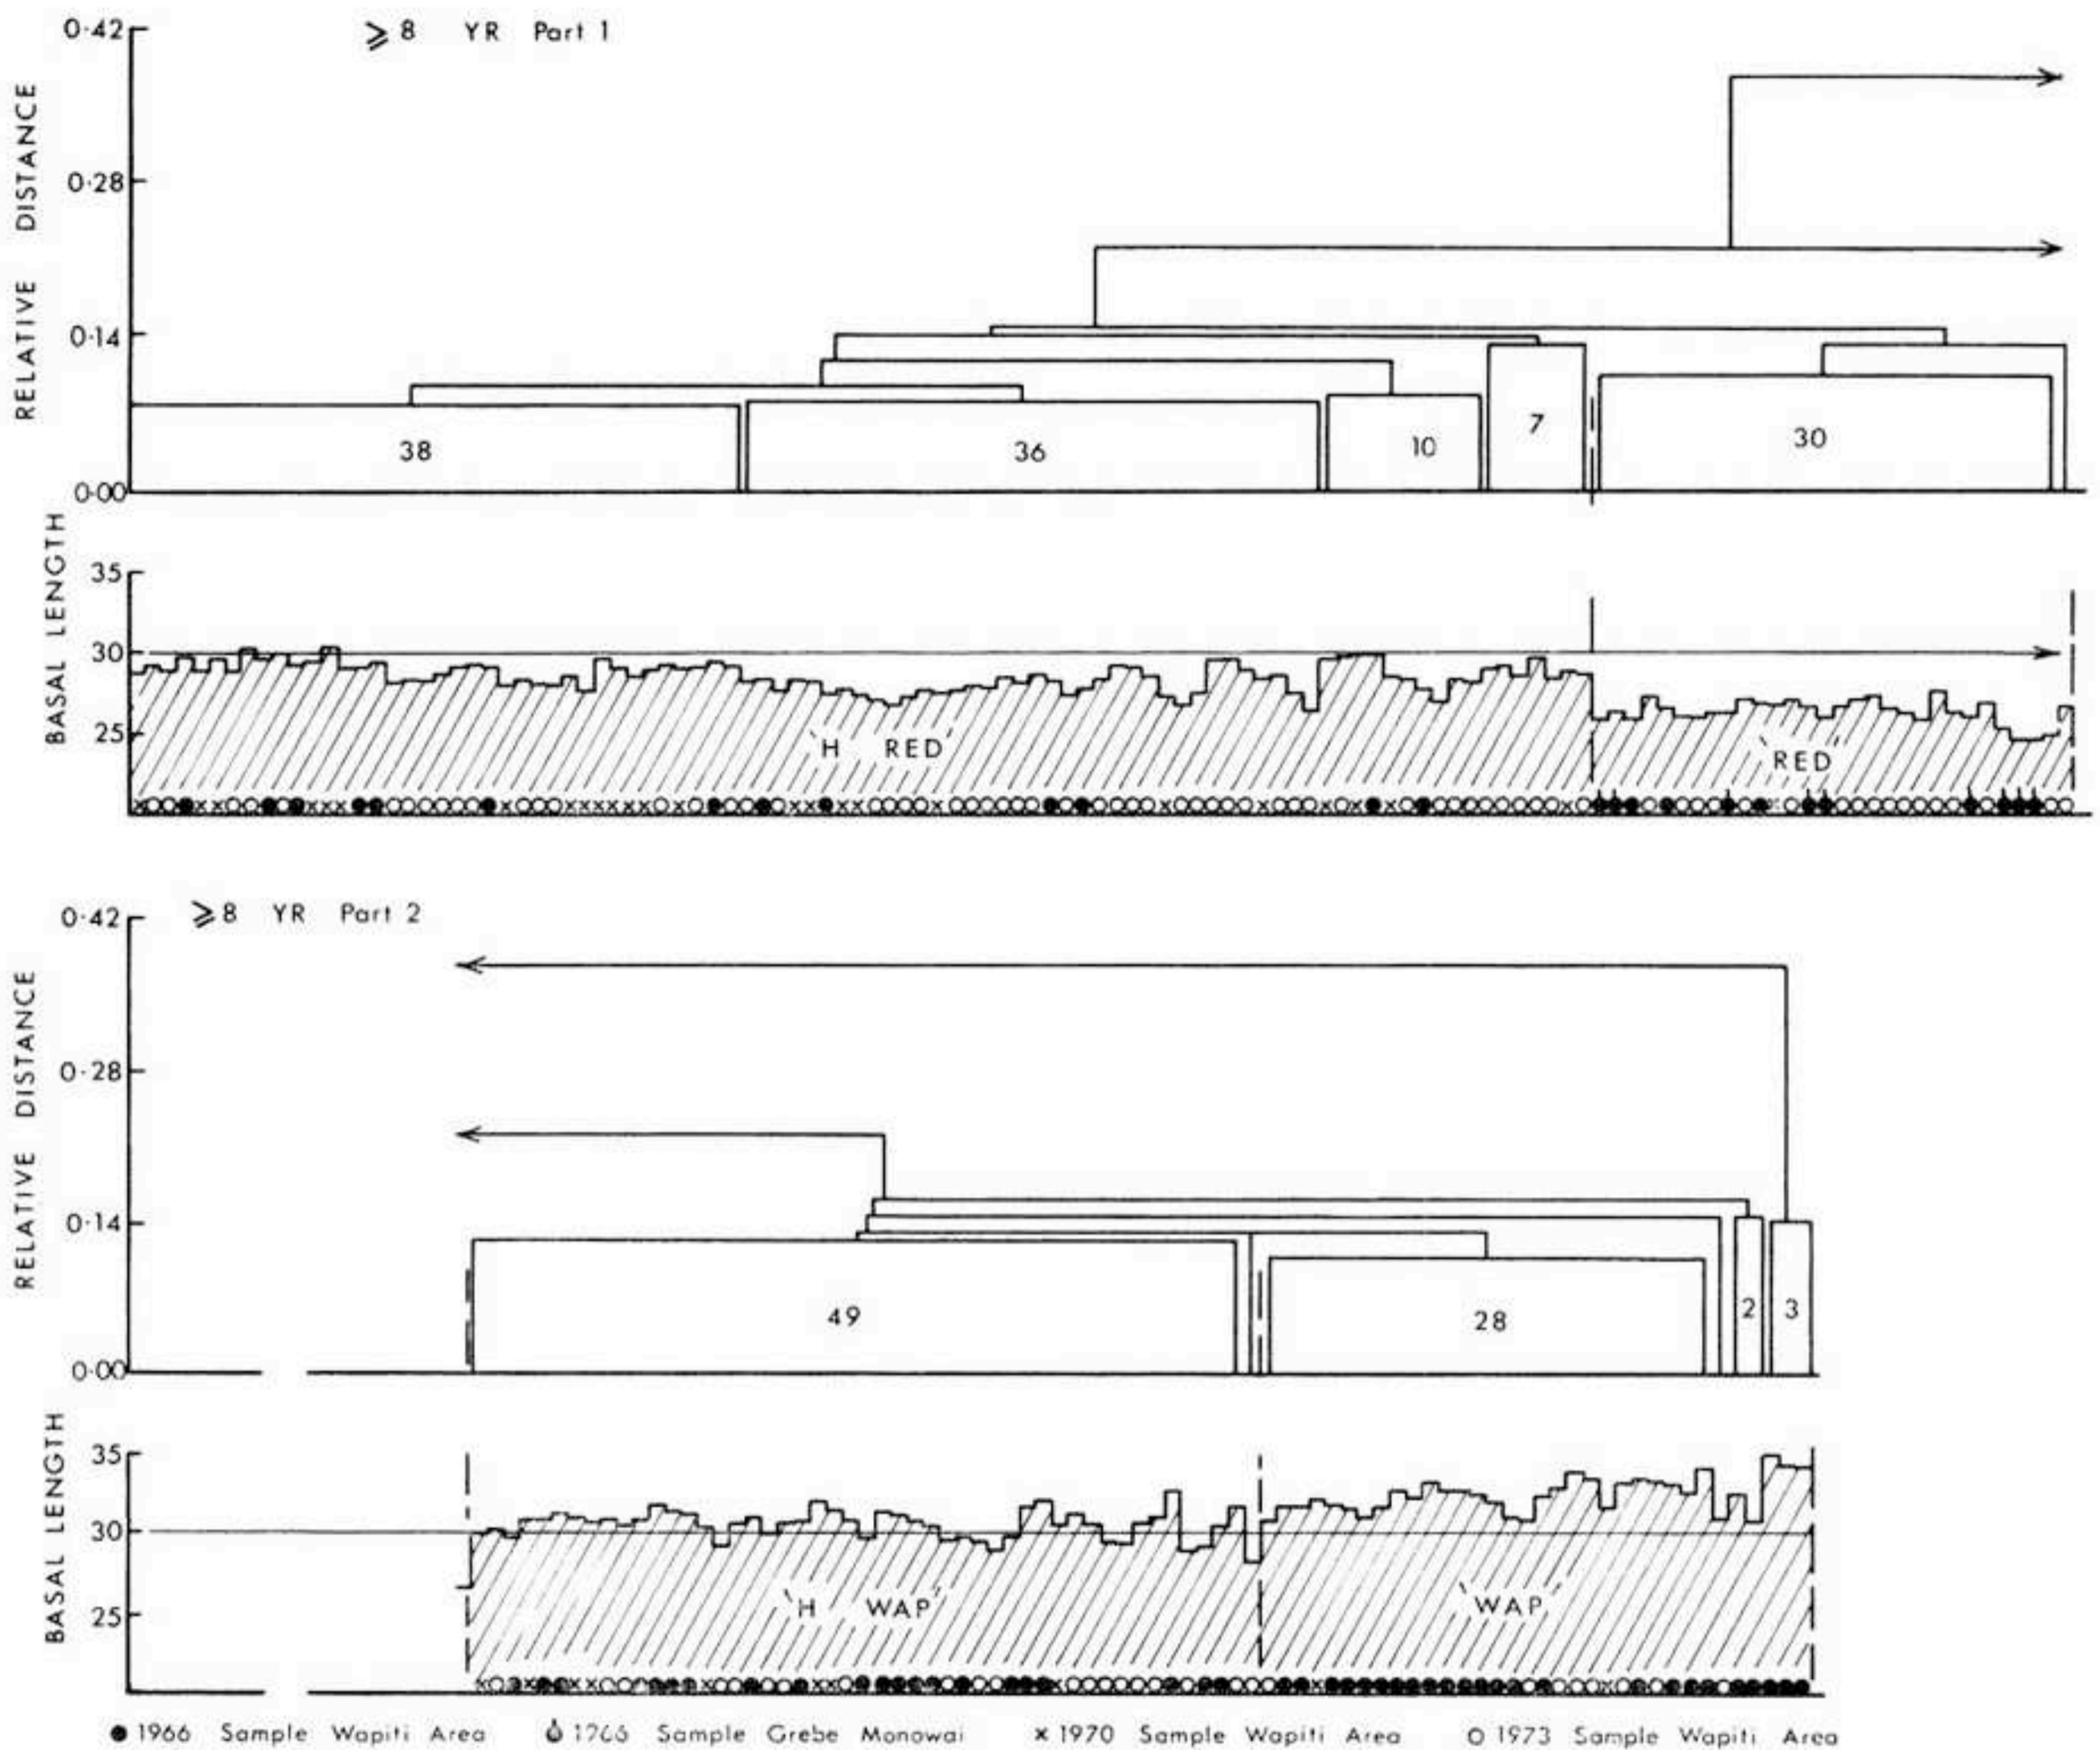 ≥ 8 YR Part 1
RELATIVE DISTANCE
0·42
0·28
0·14
0·00
38
36
10
7
30
BASAL LENGTH
35
30
25
'H RED'
'RED'
≥8 YR Part 2
RELATIVE DISTANCE
0·42
0·28
0·14
0·00
49
28
2
3
BASAL LENGTH
35
30
25
'H WAP'
'WAP'
● 1966 Sample Wapiti Area
Sample Grebe Monowai
x 1970 Sample Wapiti Area
○ 1973 Sample Wapiti Area